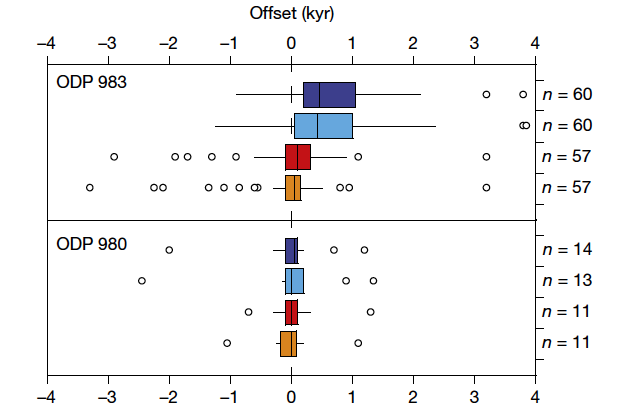 Offset (kyr)
–4 –3 –2 –1 0 1 2 3 4
ODP 983
n = 60
n = 60
n = 57
n = 57
ODP 980
n = 14
n = 13
n = 11
n = 11
–4 –3 –2 –1 0 1 2 3 4